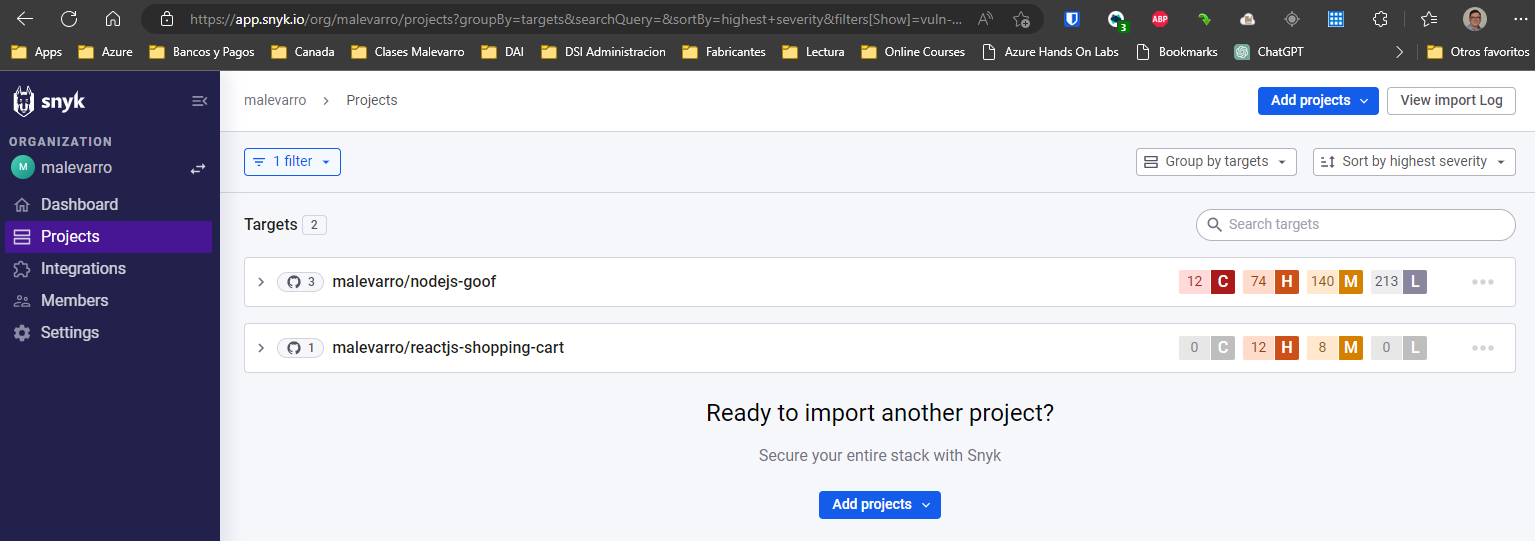 https://app.snyk.io/org/malevarro/projects?groupBy=targets&searchQuery=&sortBy=highest+severity&filters[Show]=vuln-...
3
ABP
Apps Azure Bancos y Pagos Canada Clases Malevarro DAI DSI Administracion Fabricantes Lectura Online Courses Azure Hands On Labs Bookmarks ChatGPT Otros favoritos
snyk
malevarro > Projects
Add projects
View import Log
ORGANIZATION
M malevarro
1 filter
Group by targets
Sort by highest severity
Dashboard
Projects
Integrations
Members
Settings
Targets 2
Search targets
3 malevarro/nodejs-goof 12 C 74 H 140 M 213 L
1 malevarro/reactjs-shopping-cart 0 C 12 H 8 M 0 L
Ready to import another project?
Secure your entire stack with Snyk
Add projects